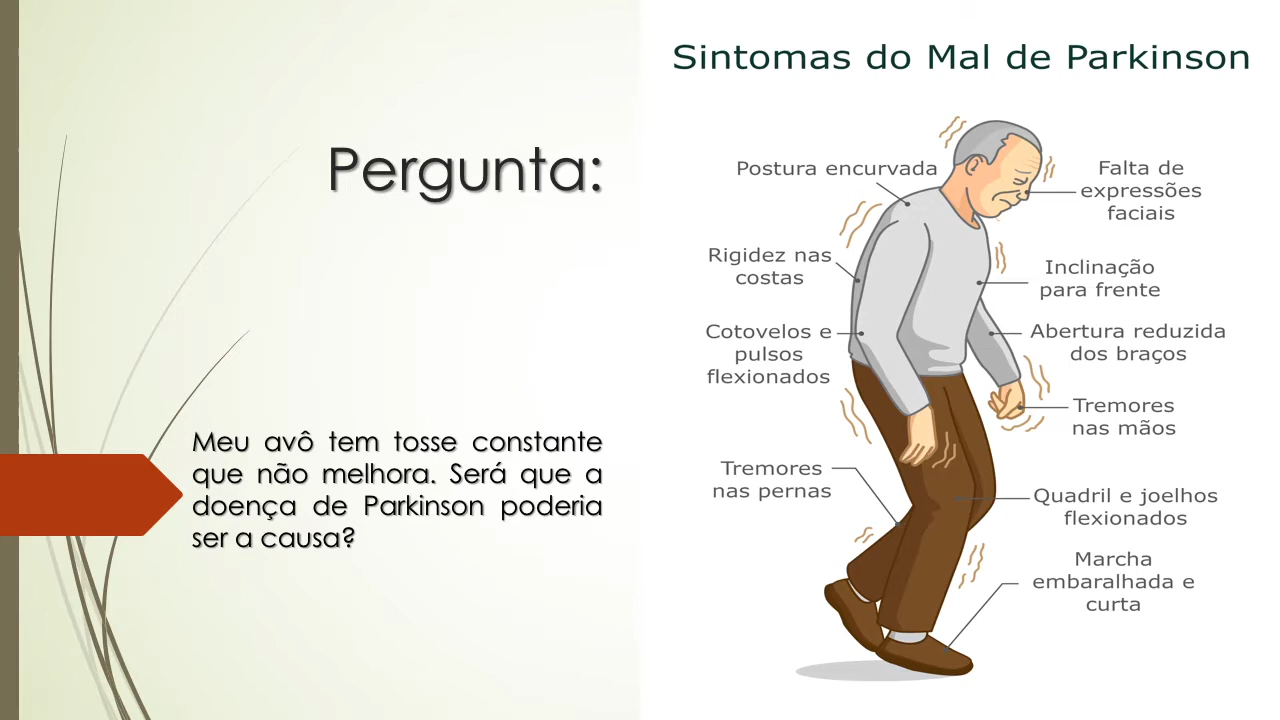 Sintomas do Mal de Parkinson
Pergunta:
Meu avô tem tosse constante
que não melhora. Será que a
doença de Parkinson poderia
ser a causa?
Postura encurvada
Falta de
expressões
faciais
Rigidez nas
costas
Inclinação
para frente
Cotovelos e
pulsos
flexionados
Abertura reduzida
dos braços
Tremores
nas mãos
Tremores
nas pernas
Quadril e joelhos
flexionados
Marcha
embaralhada e
curta